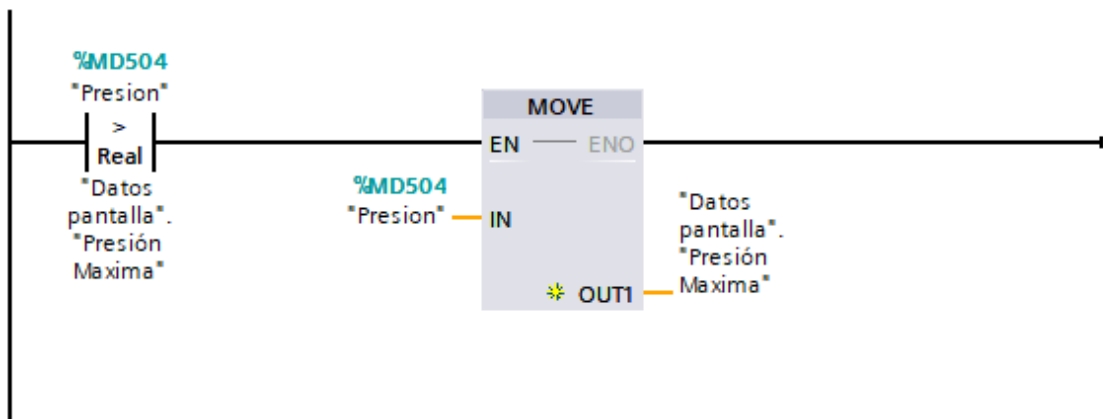 %MD504
"Presion"
>
Real
"Datos
pantalla".
"Presión
Maxima"
MOVE
EN
ENO
%MD504
"Presion"
IN
OUT1
"Datos
pantalla".
"Presión
Maxima"